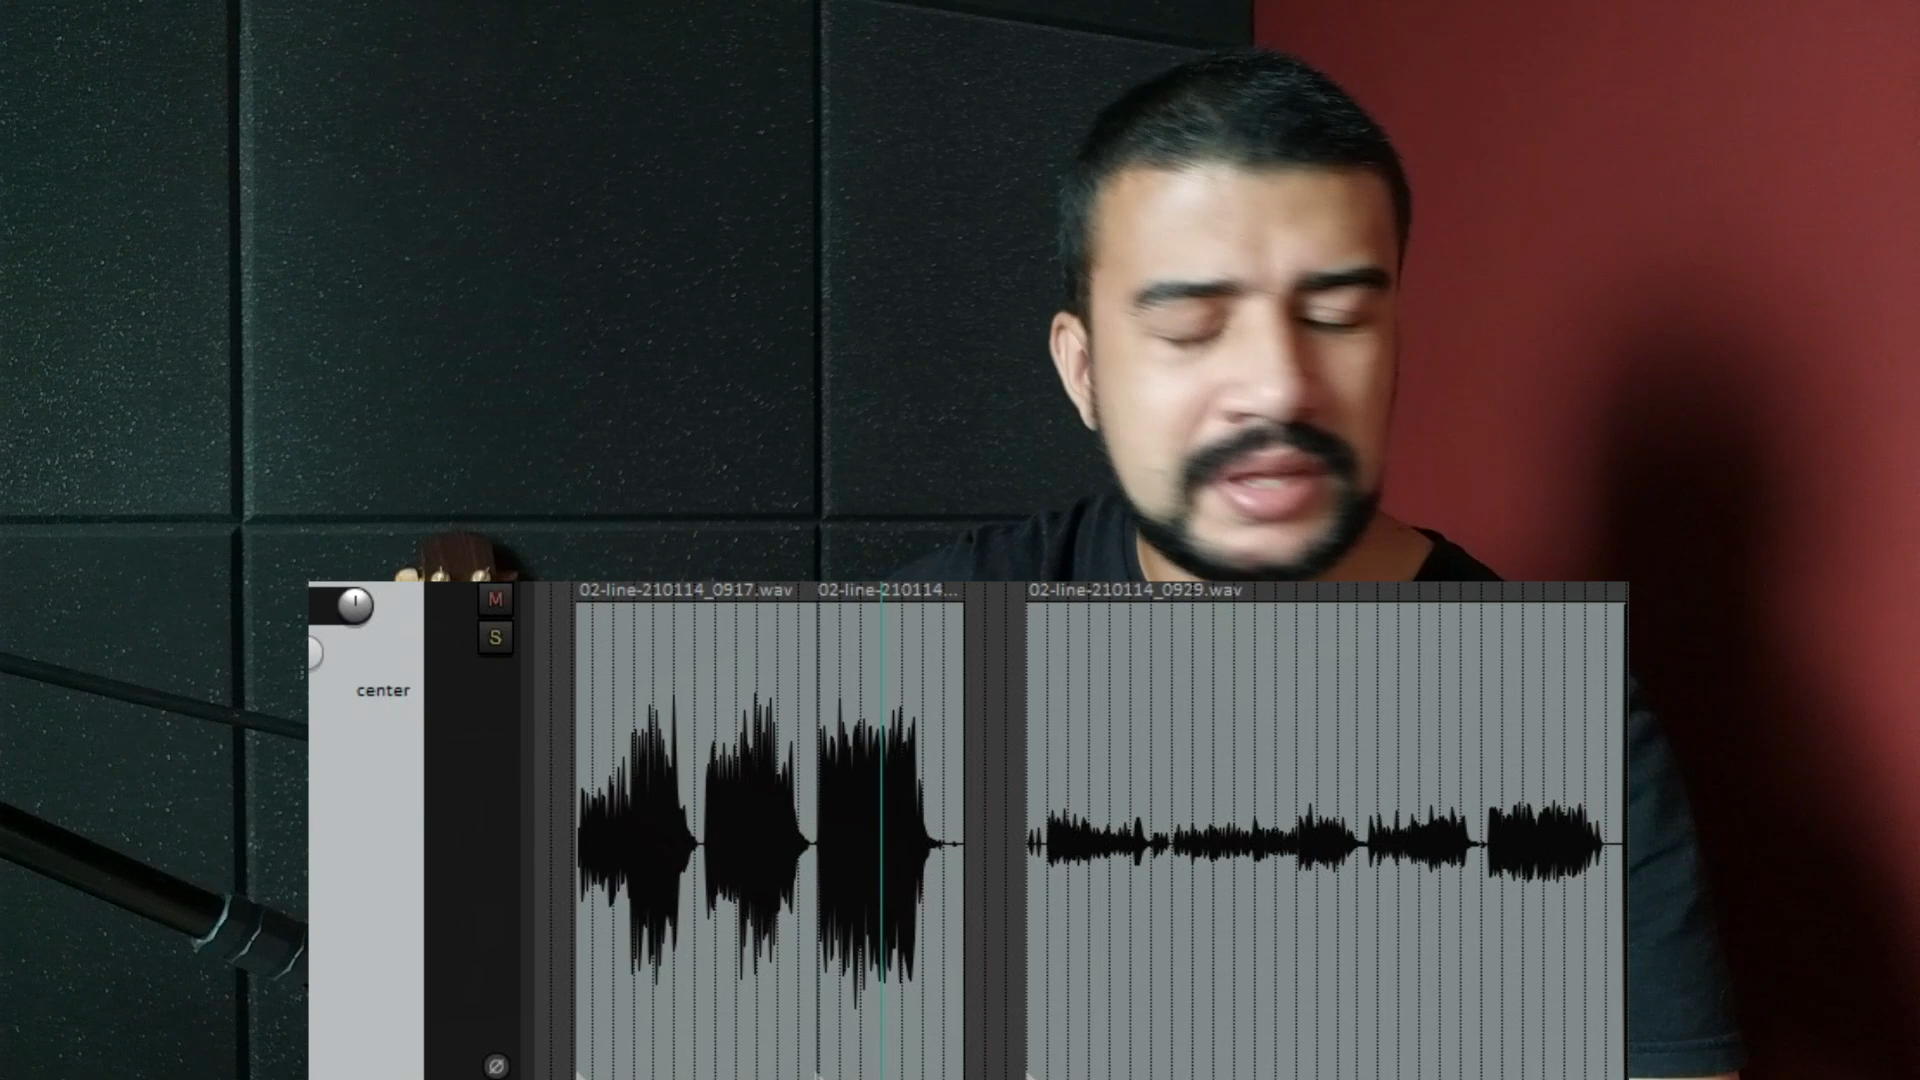 02-line-210114_0917.wav
02-line-210114...
02-line-210114_0929.wav
M
S
center